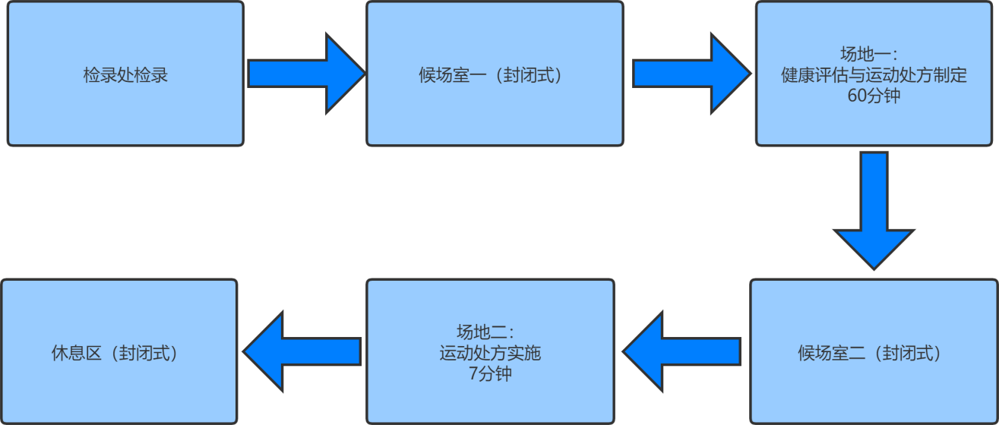 检录处检录
候场室一（封闭式）
场地一：
健康评估与运动处方制定
60分钟
候场室二（封闭式）
场地二：
运动处方实施
7分钟
休息区（封闭式）